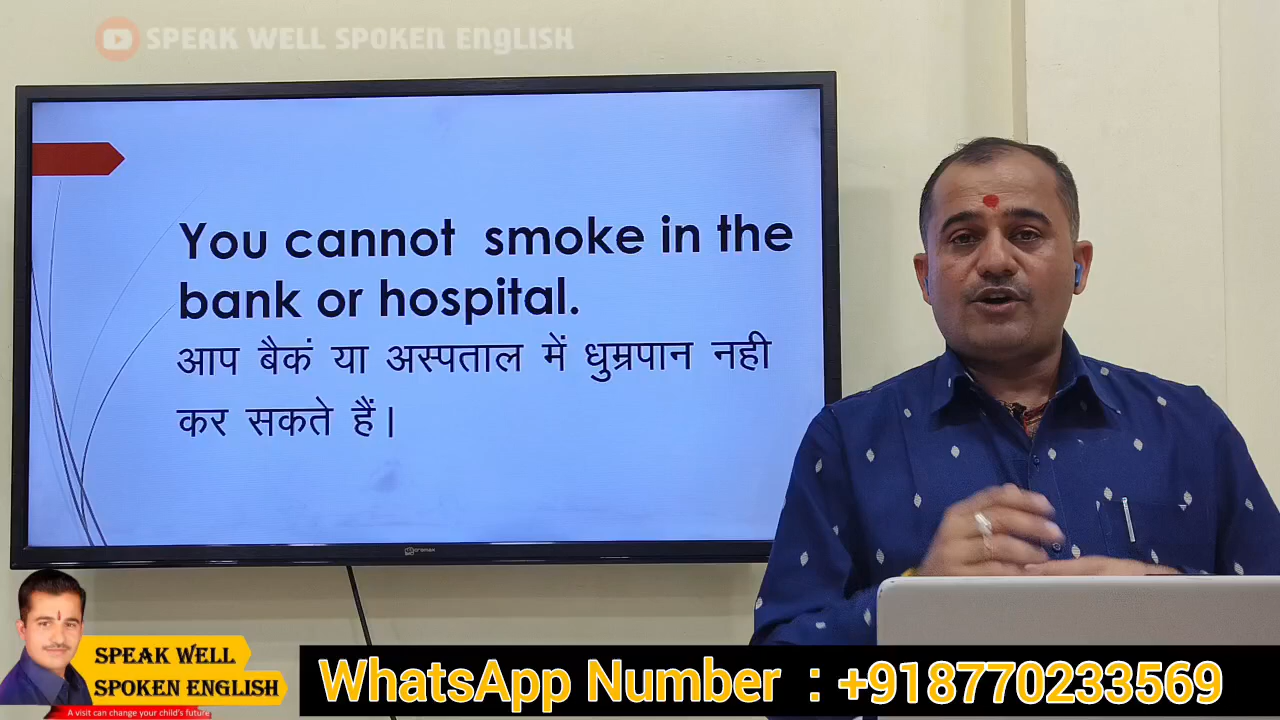 SPEAK WELL SPOKEN ENGLISH
You cannot smoke in the
bank or hospital.
आप बैकं या अस्पताल में धुम्रपान नही
कर सकते हैं।
SPEAK WELL
SPOKEN ENGLISH
A visit can change your child's future
WhatsApp Number : +918770233569